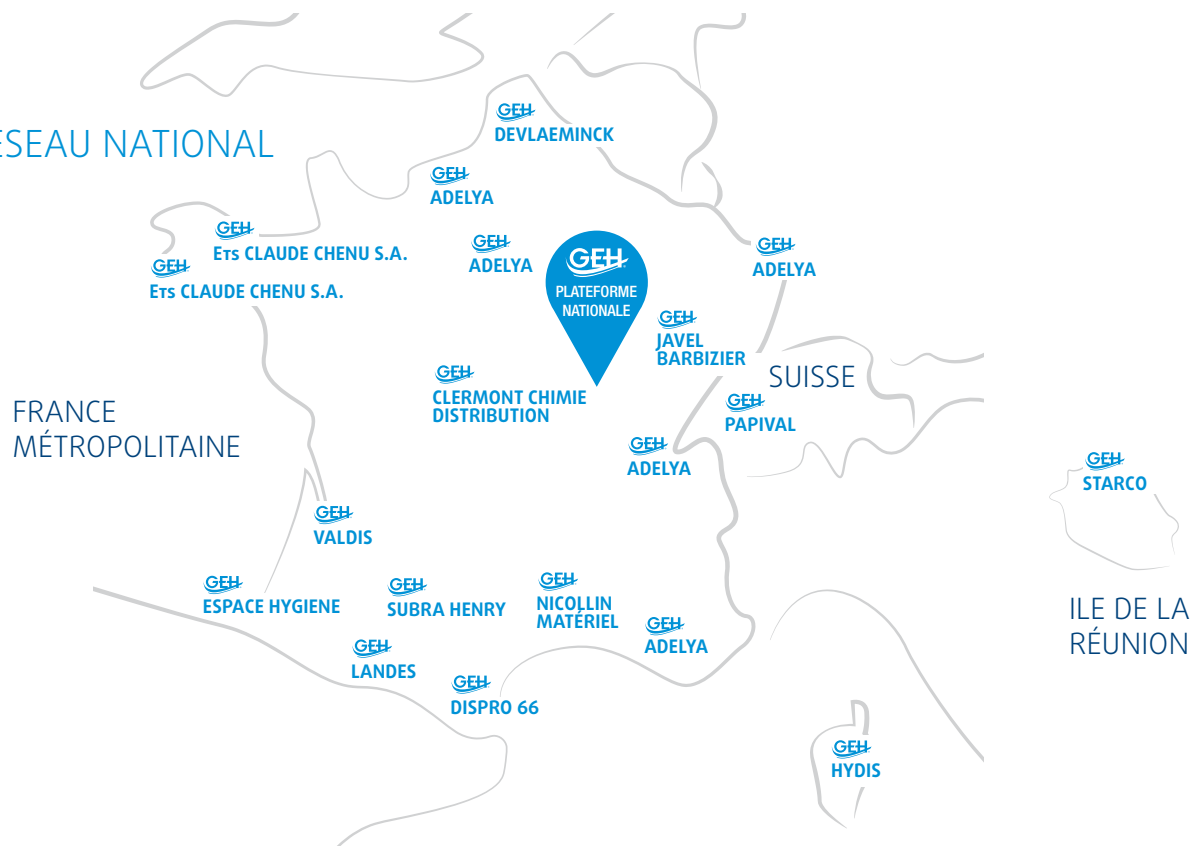 GEH
DEVLAEMINCK
ESEAU NATIONAL
GEH
ADELYA
GEH
ETS CLAUDE CHENU S.A.
GEH
ADELYA
GEH
PLATEFORME
NATIONALE
GEH
ADELYA
GEH
ETS CLAUDE CHENU S.A.
GEH
JAVEL
BARBIZIER
GEH
CLERMONT CHIMIE
DISTRIBUTION
SUISSE
GEH
PAPIVAL
FRANCE
MÉTROPOLITAINE
GEH
ADELYA
GEH
STARCO
GEH
VALDIS
GEH
ESPACE HYGIENE
GEH
SUBRA HENRY
GEH
NICOLLIN
MATÉRIEL
GEH
ADELYA
ILE DE LA
RÉUNION
GEH
LANDES
GEH
DISPRO 66
GEH
HYDIS